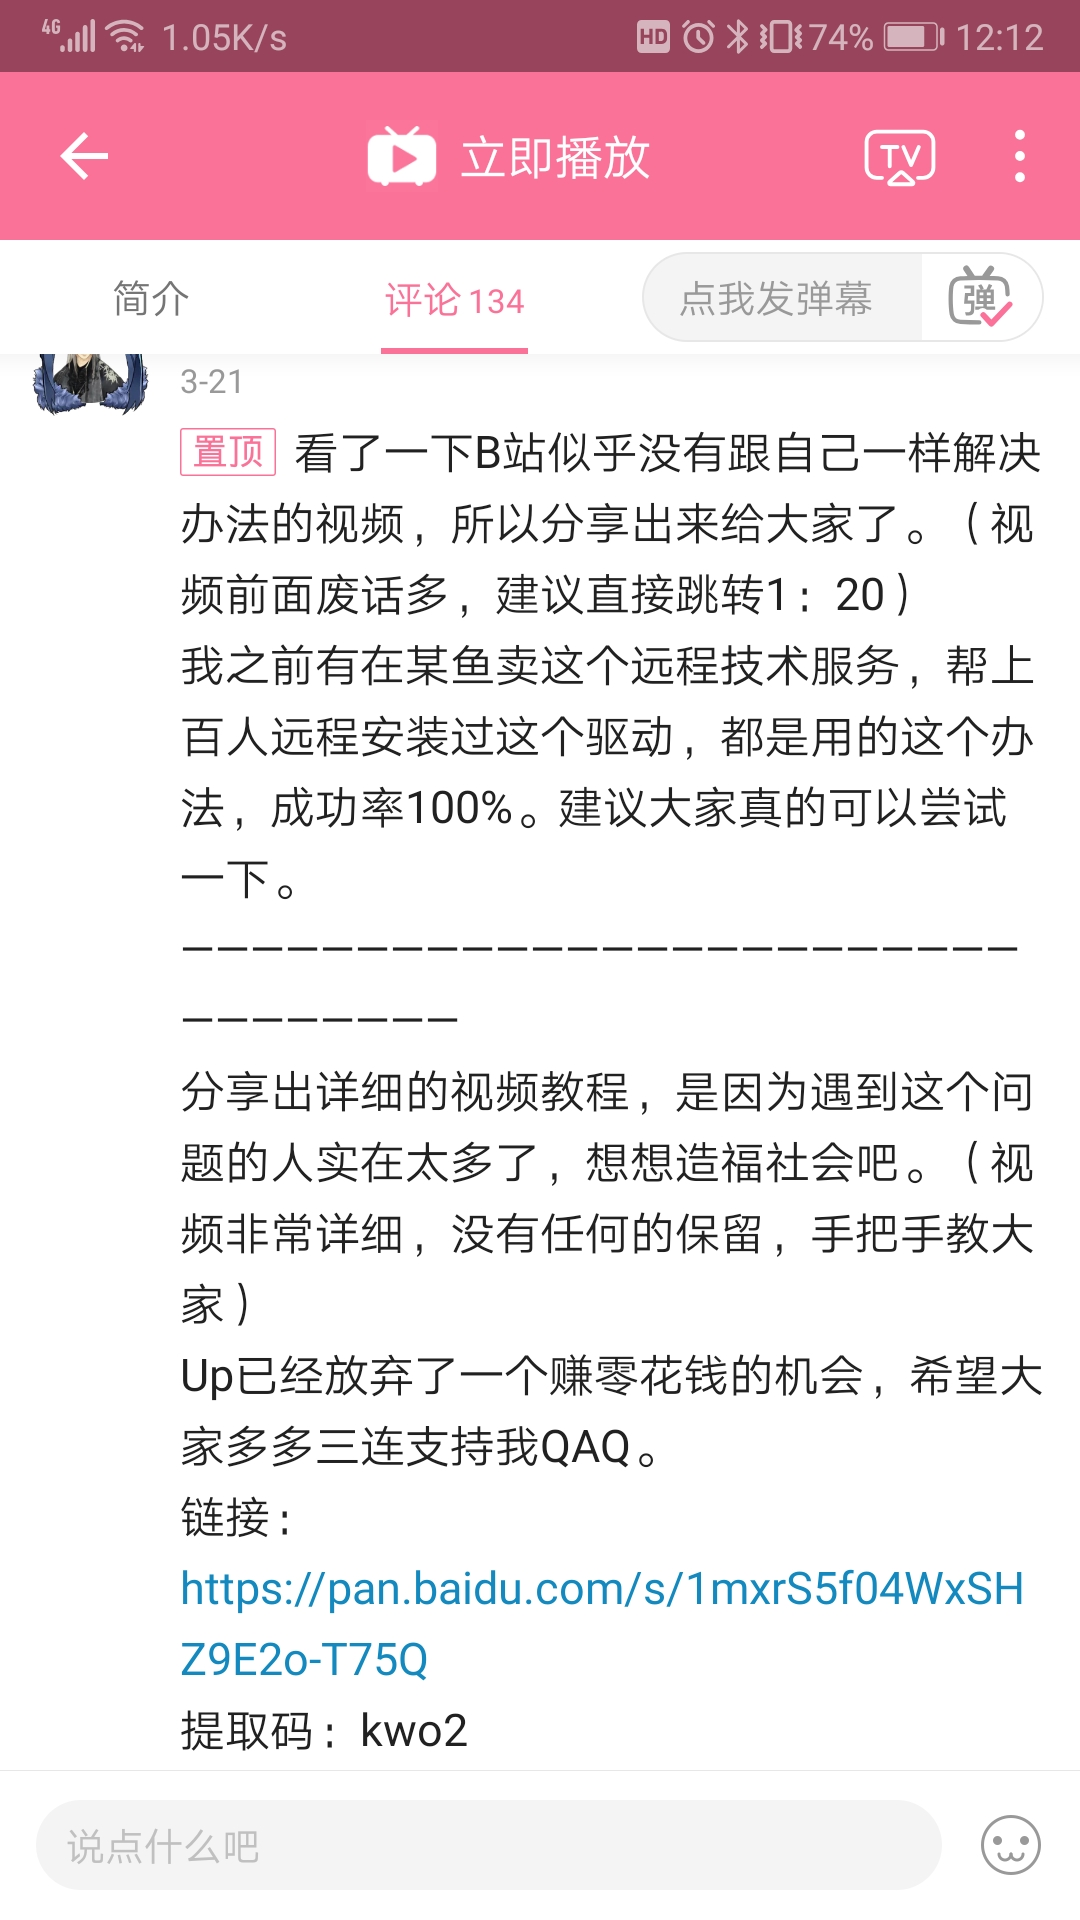 4G 1.05K/s HD 74% 12:12
立即播放 TV
简介 评论 134 点我发弹幕 弹
3-21
置顶 看了一下B站似乎没有跟自己一样解决
办法的视频，所以分享出来给大家了。（视
频前面废话多，建议直接跳转1：20）
我之前有在某鱼卖这个远程技术服务，帮上
百人远程安装过这个驱动，都是用的这个办
法，成功率100%。建议大家真的可以尝试
一下。
————————————————————————
————————
分享出详细的视频教程，是因为遇到这个问
题的人实在太多了，想想造福社会吧。（视
频非常详细，没有任何的保留，手把手教大
家）
Up已经放弃了一个赚零花钱的机会，希望大
家多多三连支持我QAQ。
链接：
https://pan.baidu.com/s/1mxrS5f04WxSH
Z9E2o-T75Q
提取码：kwo2
说点什么吧